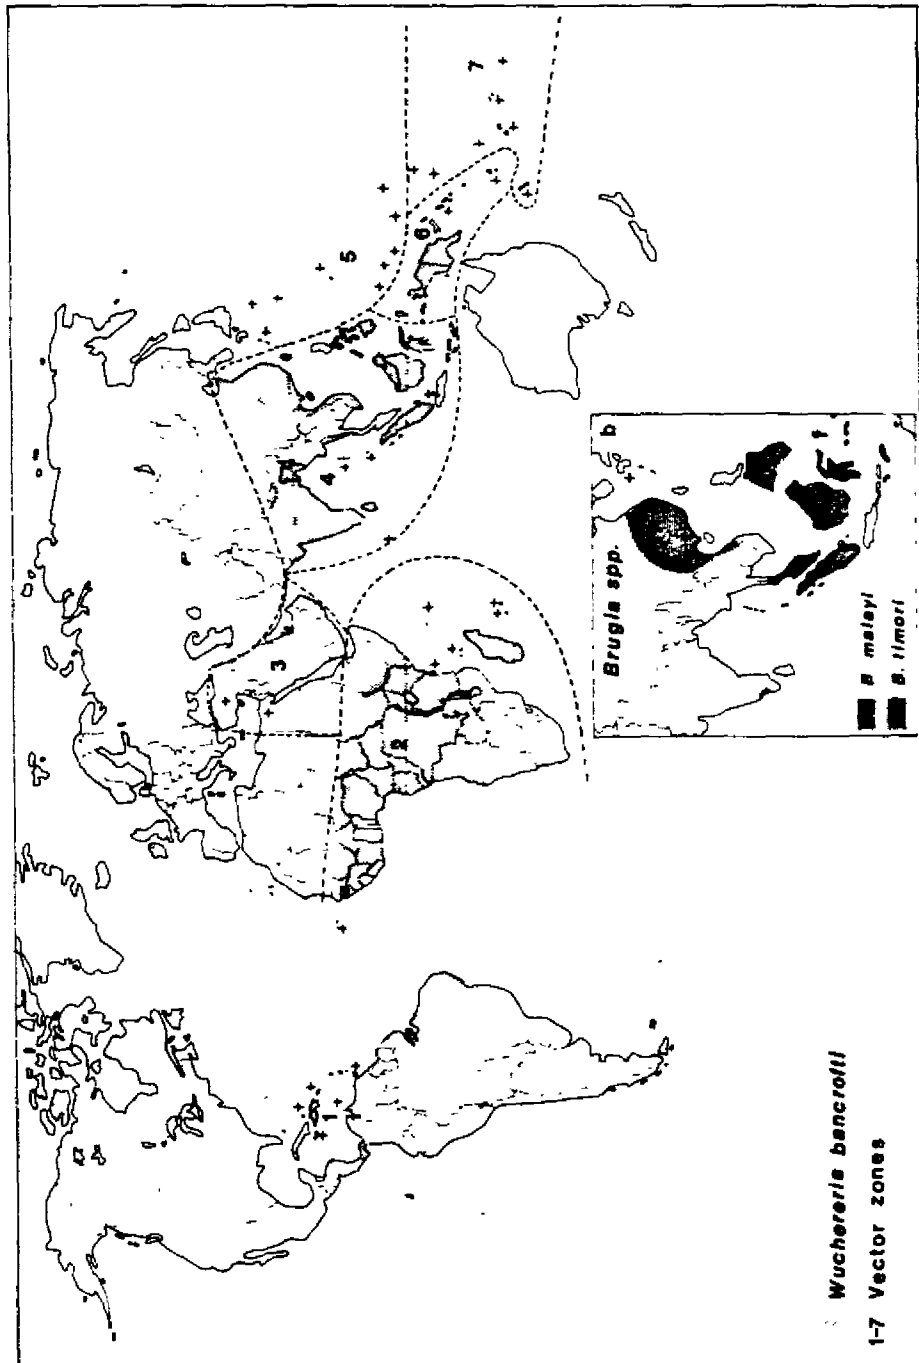 Wuchereria bancrofti
1-7 Vector zones
1
2
3
4
5
6
7
b
Brugia spp.
B. malayi
B. timori